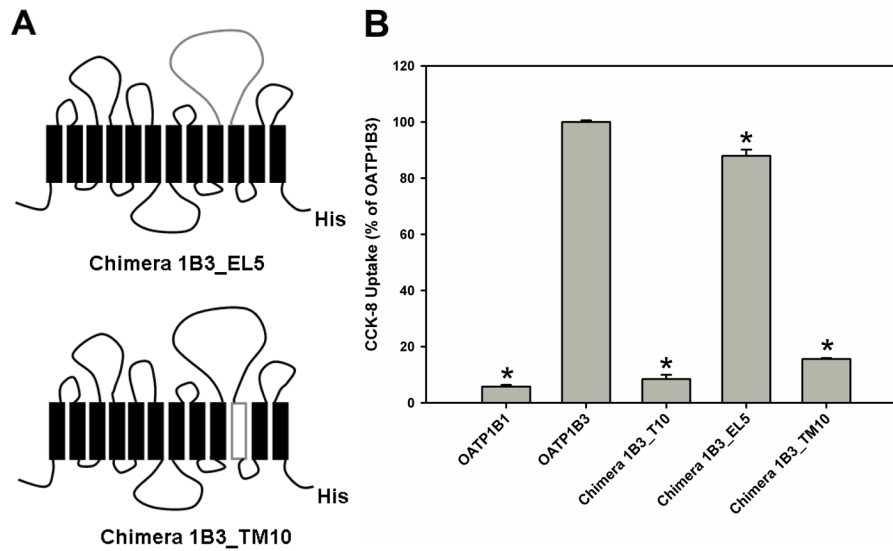 A
His
Chimera 1B3_EL5
His
Chimera 1B3_TM10
B
CCK-8 Uptake (% of OATP1B3)
120
100
80
60
40
20
0
*
*
*
*
OATP1B1
OATP1B3
Chimera 1B3_T10
Chimera 1B3_EL5
Chimera 1B3_TM10